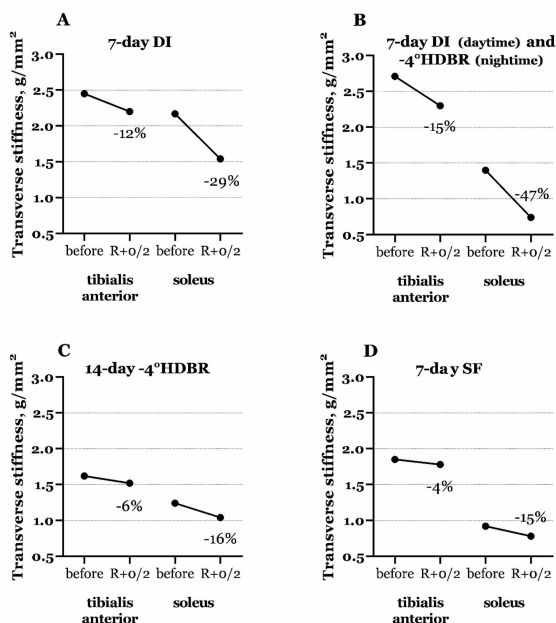 A
7-day DI
Transverse stiffness, g/mm²
3.0
2.5
2.0
1.5
1.0
0.5
-12%
-29%
before R+0/2 before R+0/2
tibialis anterior
soleus
B
7-day DI (daytime) and
-4°HDBR (nightime)
Transverse stiffness, g/mm²
3.0
2.5
2.0
1.5
1.0
0.5
-15%
-47%
before R+0/2 before R+0/2
tibialis anterior
soleus
C
14-day -4°HDBR
Transverse stiffness, g/mm²
3.0
2.5
2.0
1.5
1.0
0.5
-6%
-16%
before R+0/2 before R+0/2
tibialis anterior
soleus
D
7-day SF
Transverse stiffness, g/mm²
3.0
2.5
2.0
1.5
1.0
0.5
-4%
-15%
before R+0/2 before R+0/2
tibialis anterior
soleus